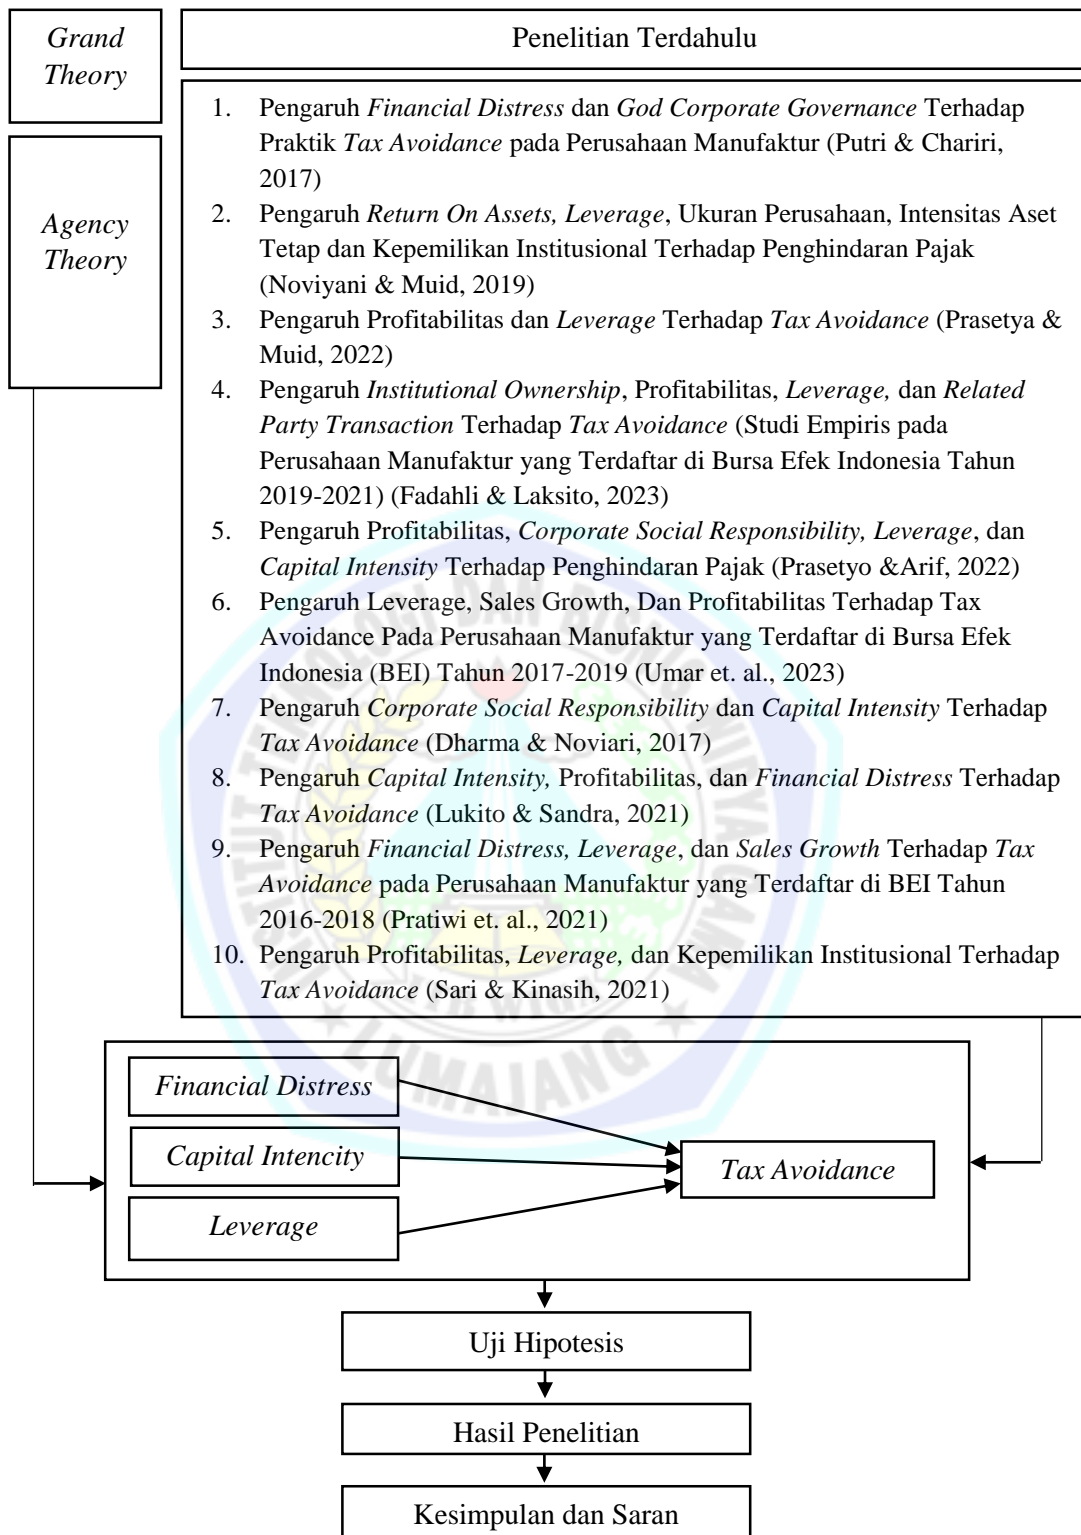 Grand
Theory
Penelitian Terdahulu
Agency
Theory
1. Pengaruh Financial Distress dan God Corporate Governance Terhadap
Praktik Tax Avoidance pada Perusahaan Manufaktur (Putri & Chariri,
2017)
2. Pengaruh Return On Assets, Leverage, Ukuran Perusahaan, Intensitas Aset
Tetap dan Kepemilikan Institusional Terhadap Penghindaran Pajak
(Noviyani & Muid, 2019)
3. Pengaruh Profitabilitas dan Leverage Terhadap Tax Avoidance (Prasetya &
Muid, 2022)
4. Pengaruh Institutional Ownership, Profitabilitas, Leverage, dan Related
Party Transaction Terhadap Tax Avoidance (Studi Empiris pada
Perusahaan Manufaktur yang Terdaftar di Bursa Efek Indonesia Tahun
2019-2021) (Fadahli & Laksito, 2023)
5. Pengaruh Profitabilitas, Corporate Social Responsibility, Leverage, dan
Capital Intensity Terhadap Penghindaran Pajak (Prasetyo &Arif, 2022)
6. Pengaruh Leverage, Sales Growth, Dan Profitabilitas Terhadap Tax
Avoidance Pada Perusahaan Manufaktur yang Terdaftar di Bursa Efek
Indonesia (BEI) Tahun 2017-2019 (Umar et. al., 2023)
7. Pengaruh Corporate Social Responsibility dan Capital Intensity Terhadap
Tax Avoidance (Dharma & Noviari, 2017)
8. Pengaruh Capital Intensity, Profitabilitas, dan Financial Distress Terhadap
Tax Avoidance (Lukito & Sandra, 2021)
9. Pengaruh Financial Distress, Leverage, dan Sales Growth Terhadap Tax
Avoidance pada Perusahaan Manufaktur yang Terdaftar di BEI Tahun
2016-2018 (Pratiwi et. al., 2021)
10. Pengaruh Profitabilitas, Leverage, dan Kepemilikan Institusional Terhadap
Tax Avoidance (Sari & Kinasih, 2021)
INSTITUT TEKNOLOGI DAN BISNIS WIDYA GAMA
ITB WIGA
★ LUMAJANG ★
Financial Distress
Capital Intencity
Leverage
Tax Avoidance
Uji Hipotesis
Hasil Penelitian
Kesimpulan dan Saran